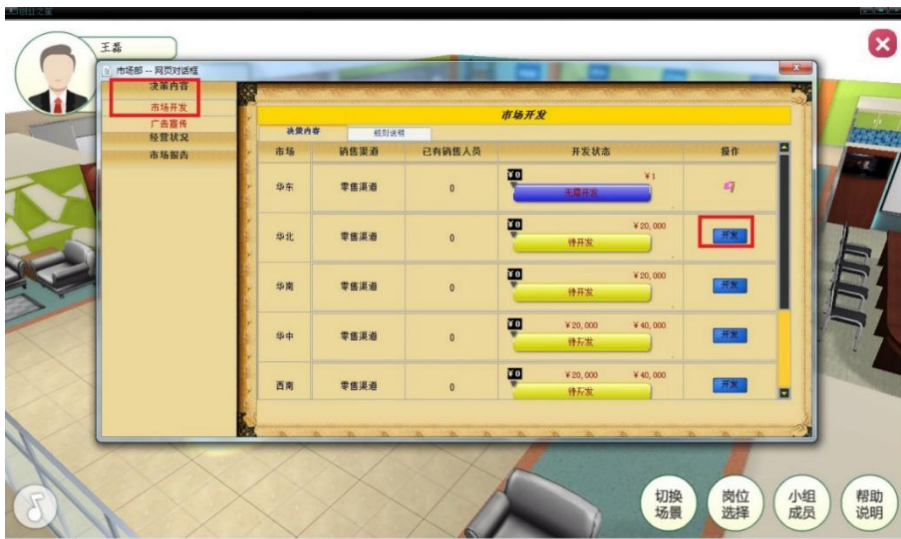 创业之星
王磊
市场部 -- 网页对话框
决策内容
市场开发
广告宣传
经营状况
市场报告
市场开发
决策内容 规则说明
市场 销售渠道 已有销售人员 开发状态 操作
华东 零售渠道 0 ¥0 ¥1 无需开发
华北 零售渠道 0 ¥0 ¥20,000 待开发 开发
华南 零售渠道 0 ¥0 ¥20,000 待开发 开发
华中 零售渠道 0 ¥0 ¥20,000 ¥40,000 待开发 开发
西南 零售渠道 0 ¥0 ¥20,000 ¥40,000 待开发 开发
切换场景
岗位选择
小组成员
帮助说明